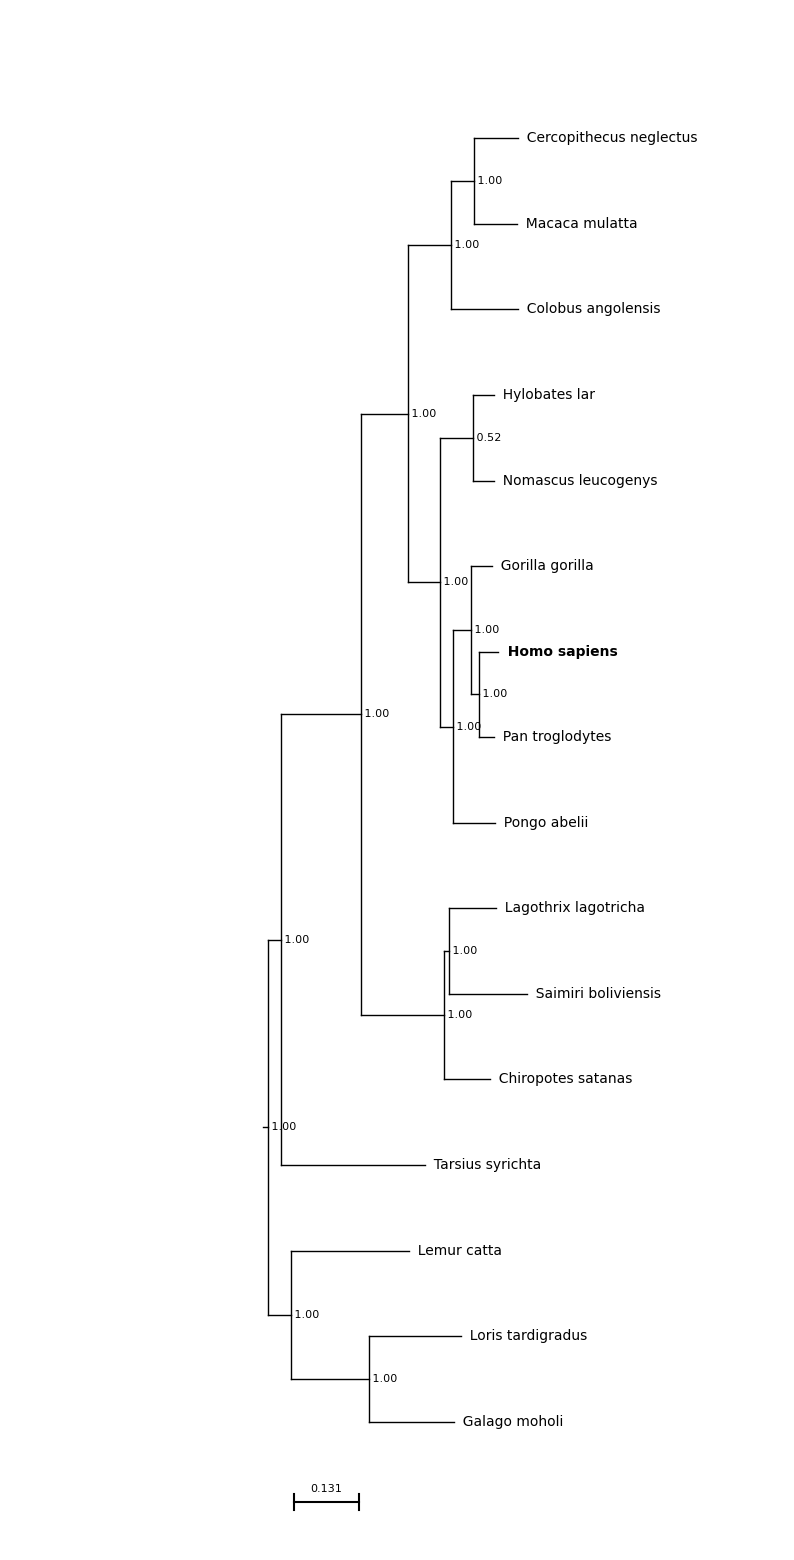 Cercopithecus neglectus
1.00
Macaca mulatta
1.00
Colobus angolensis
Hylobates lar
1.00
0.52
Nomascus leucogenys
Gorilla gorilla
1.00
1.00
Homo sapiens
1.00
1.00
1.00
Pan troglodytes
Pongo abelii
Lagothrix lagotricha
1.00
1.00
Saimiri boliviensis
1.00
Chiropotes satanas
1.00
Tarsius syrichta
Lemur catta
1.00
Loris tardigradus
1.00
Galago moholi
0.131